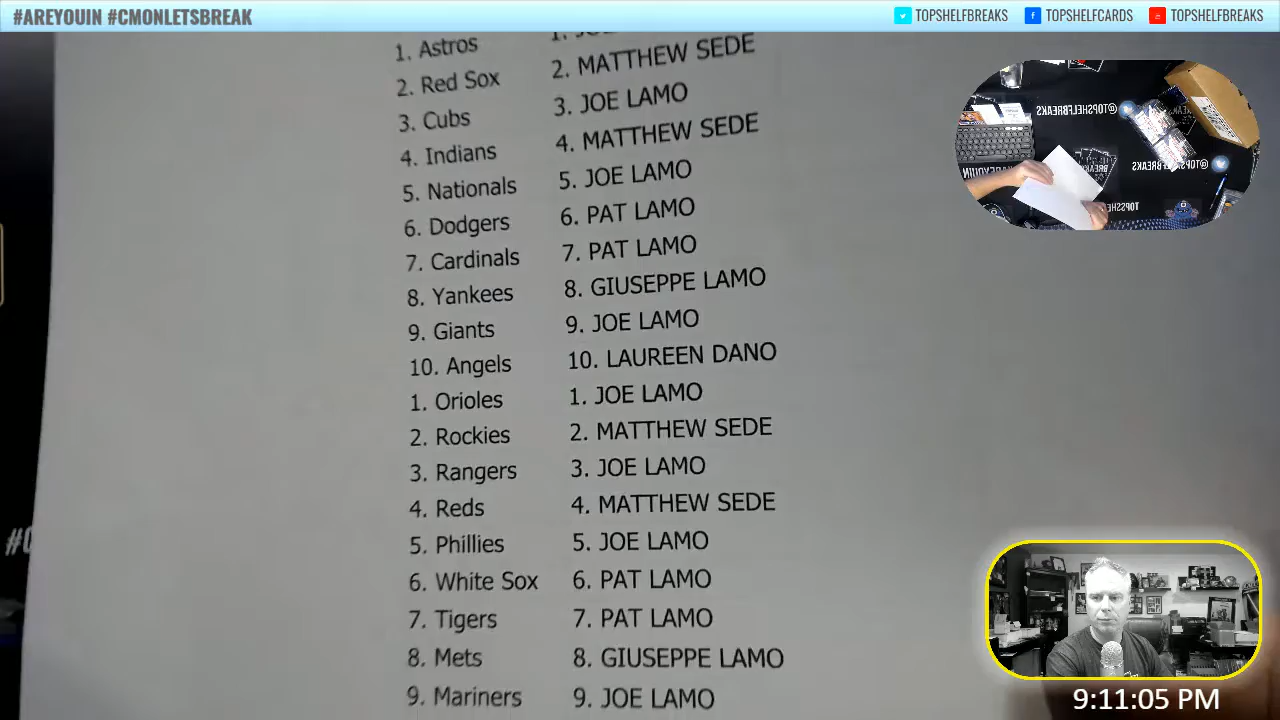 #AREYOUIN #CMONLETSBREAK
TOPSHELFBREAKS TOPSHELFCARDS TOPSHELFBREAKS
1. Astros 1.
2. Red Sox 2. MATTHEW SEDE
3. Cubs 3. JOE LAMO
4. Indians 4. MATTHEW SEDE
5. Nationals 5. JOE LAMO
6. Dodgers 6. PAT LAMO
7. Cardinals 7. PAT LAMO
8. Yankees 8. GIUSEPPE LAMO
9. Giants 9. JOE LAMO
10. Angels 10. LAUREEN DANO
1. Orioles 1. JOE LAMO
2. Rockies 2. MATTHEW SEDE
3. Rangers 3. JOE LAMO
4. Reds 4. MATTHEW SEDE
5. Phillies 5. JOE LAMO
6. White Sox 6. PAT LAMO
7. Tigers 7. PAT LAMO
8. Mets 8. GIUSEPPE LAMO
9. Mariners 9. JOE LAMO
@TOPSHELFBREAKS
9:11:05 PM